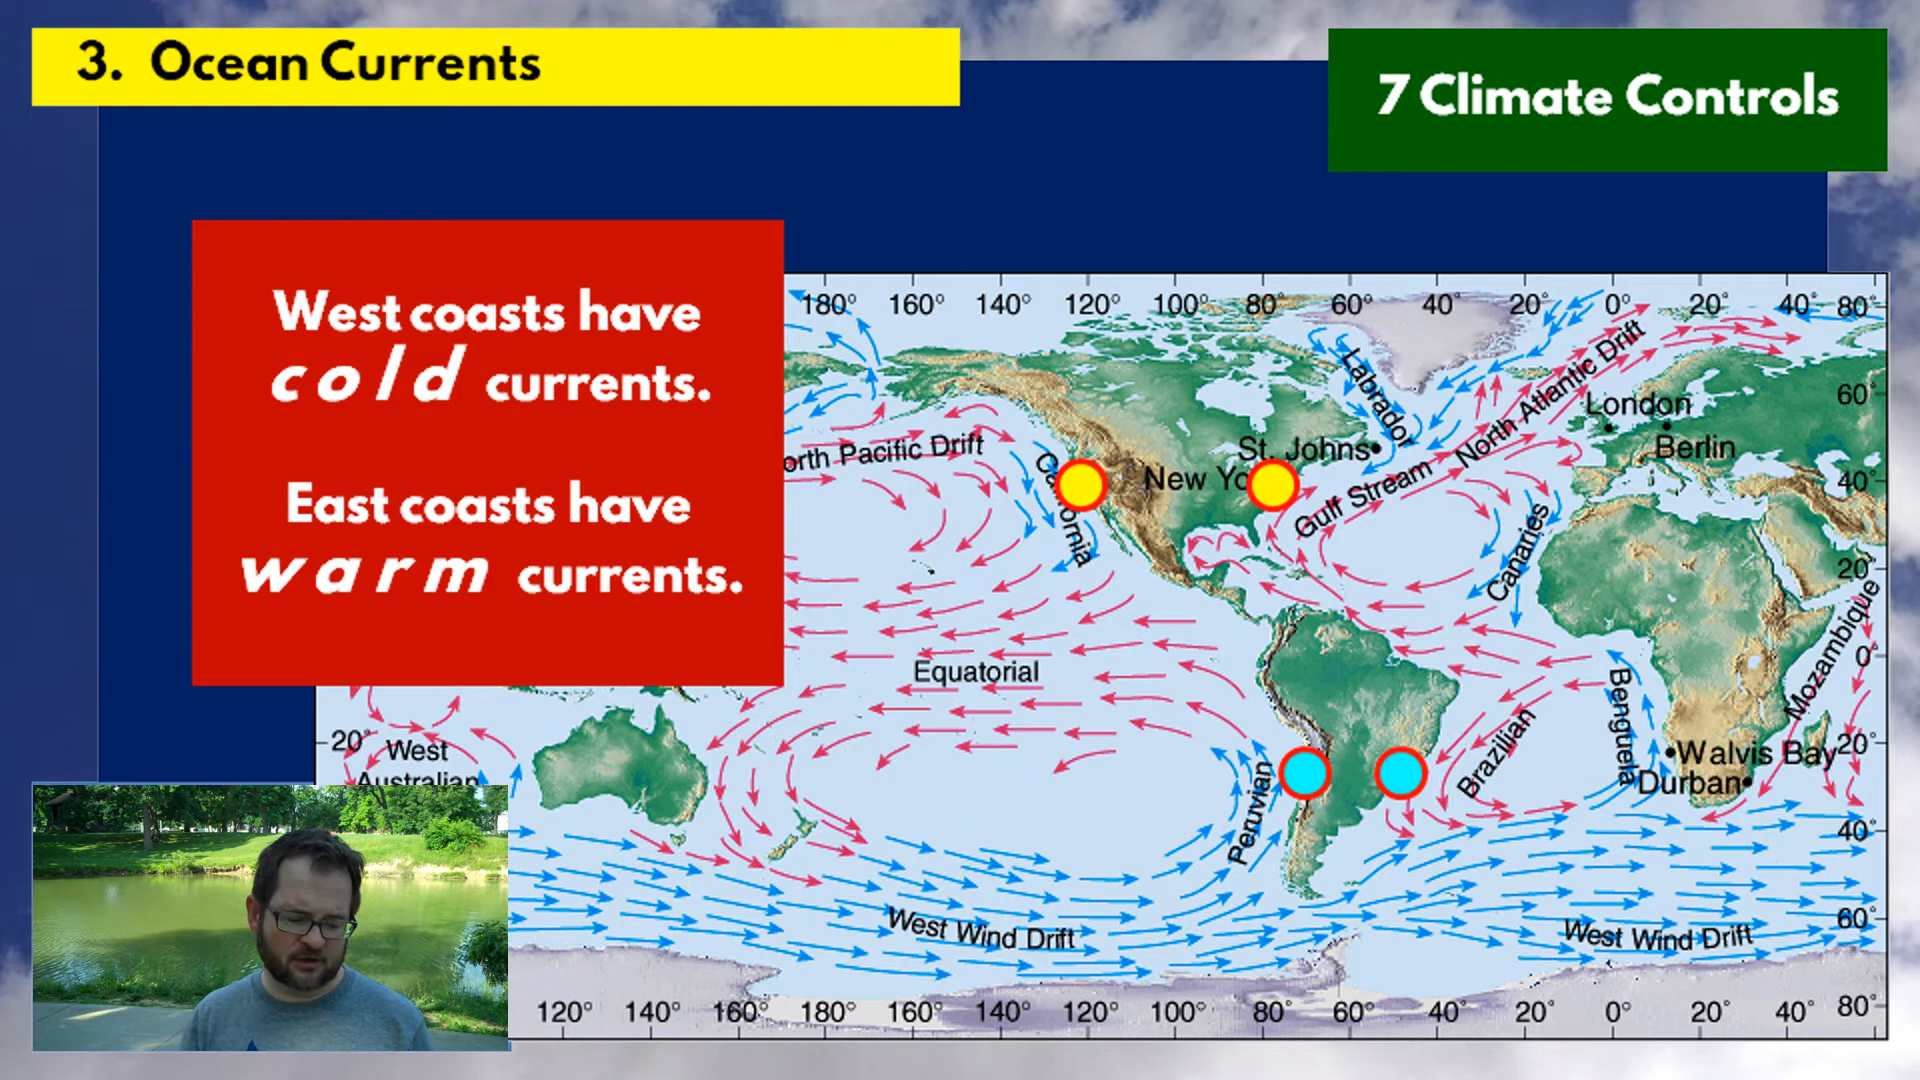 3. Ocean Currents
7 Climate Controls
West coasts have
cold currents.
East coasts have
warm currents.
180° 160° 140° 120° 100° 80° 60° 40° 20° 0° 20° 40° 80°
60°
40°
20°
0°
20°
40°
60°
80°
Labrador
North Atlantic Drift
London
Berlin
orth Pacific Drift
St. Johns
New Yo
Gulf Stream
California
Canaries
Equatorial
Mozambique
Benguela
Brazilian
Peruvian
20°
West
Australian
Walvis Bay
Durban
West Wind Drift
West Wind Drift
120° 140° 160° 180° 160° 140° 120° 100° 80° 60° 40° 20° 0° 20° 40°